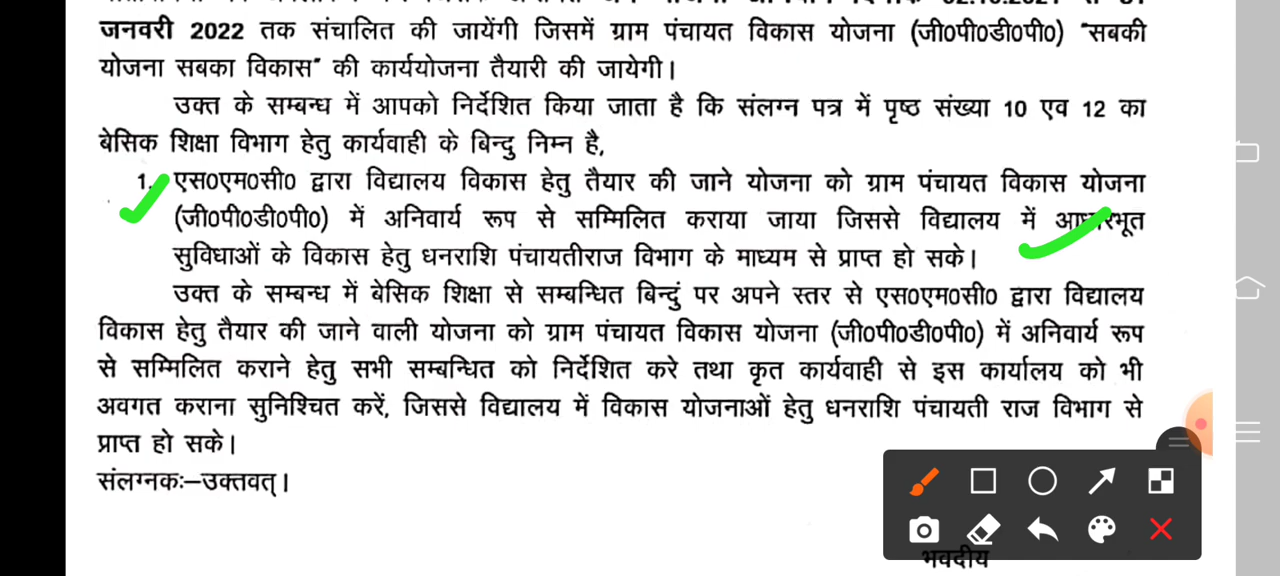 जनवरी 2022 तक संचालित की जायेंगी जिसमें ग्राम पंचायत विकास योजना (जी0पी0डी0पी0) "सबकी
योजना सबका विकास" की कार्ययोजना तैयारी की जायेगी।
उक्त के सम्बन्ध में आपको निर्देशित किया जाता है कि संलग्न पत्र में पृष्ठ संख्या 10 एव 12 का
बेसिक शिक्षा विभाग हेतु कार्यवाही के बिन्दु निम्न है,
1. एस0एम0सी0 द्वारा विद्यालय विकास हेतु तैयार की जाने योजना को ग्राम पंचायत विकास योजना
(जी0पी0डी0पी0) में अनिवार्य रूप से सम्मिलित कराया जाया जिससे विद्यालय में आधारभूत
सुविधाओं के विकास हेतु धनराशि पंचायतीराज विभाग के माध्यम से प्राप्त हो सके।
उक्त के सम्बन्ध में बेसिक शिक्षा से सम्बन्धित बिन्दुं पर अपने स्तर से एस0एम0सी0 द्वारा विद्यालय
विकास हेतु तैयार की जाने वाली योजना को ग्राम पंचायत विकास योजना (जी0पी0डी0पी0) में अनिवार्य रूप
से सम्मिलित कराने हेतु सभी सम्बन्धित को निर्देशित करे तथा कृत कार्यवाही से इस कार्यालय को भी
अवगत कराना सुनिश्चित करें, जिससे विद्यालय में विकास योजनाओं हेतु धनराशि पंचायती राज विभाग से
प्राप्त हो सके।
संलग्नकः–उक्तवत्।
भवदीय